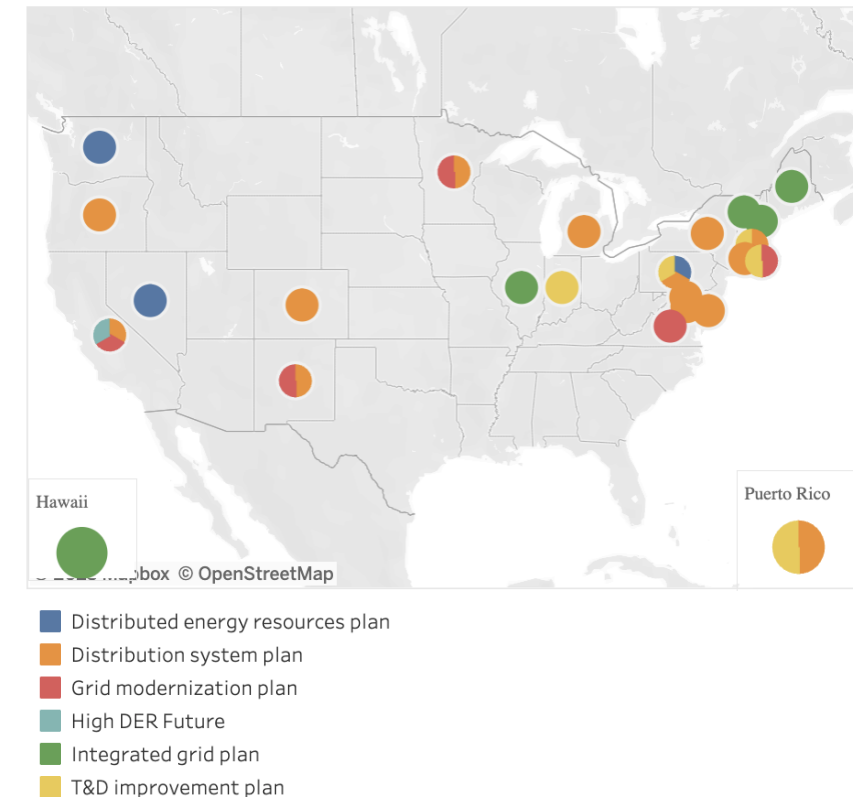 Hawaii
Puerto Rico
Mapbox © OpenStreetMap
Distributed energy resources plan
Distribution system plan
Grid modernization plan
High DER Future
Integrated grid plan
T&D improvement plan